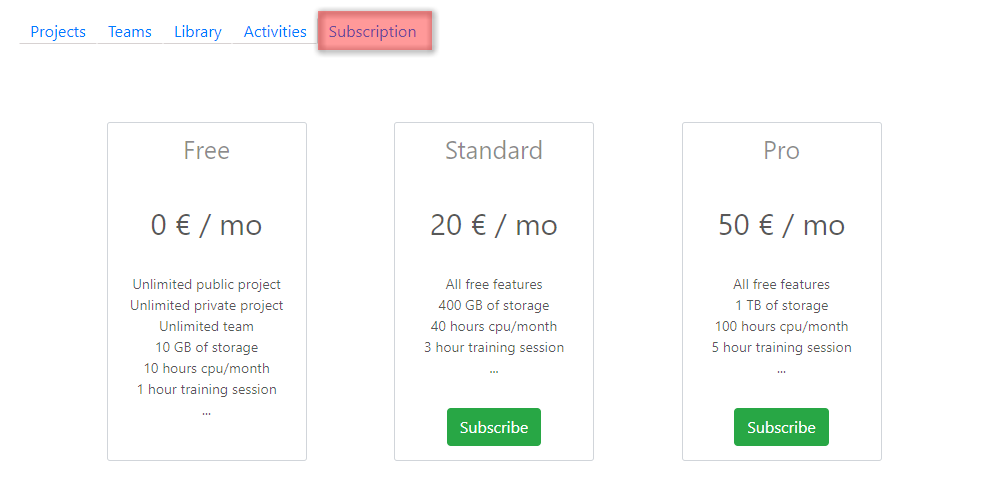 Projects Teams Library Activities Subscription
Free
0 € / mo
Unlimited public project
Unlimited private project
Unlimited team
10 GB of storage
10 hours cpu/month
1 hour training session
...
Standard
20 € / mo
All free features
400 GB of storage
40 hours cpu/month
3 hour training session
...
Subscribe
Pro
50 € / mo
All free features
1 TB of storage
100 hours cpu/month
5 hour training session
...
Subscribe